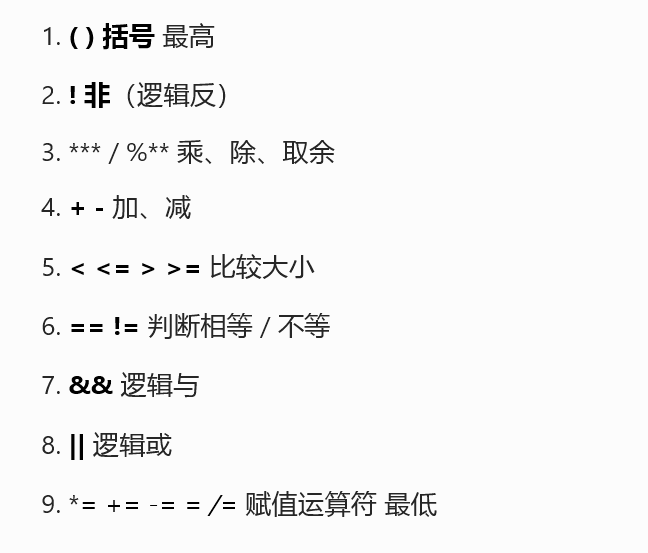 1. ( ) 括号 最高
2. ! 非（逻辑反）
3. *** / %** 乘、除、取余
4. + - 加、减
5. < <= > >= 比较大小
6. == != 判断相等 / 不等
7. && 逻辑与
8. || 逻辑或
9. *= += -= = /= 赋值运算符 最低